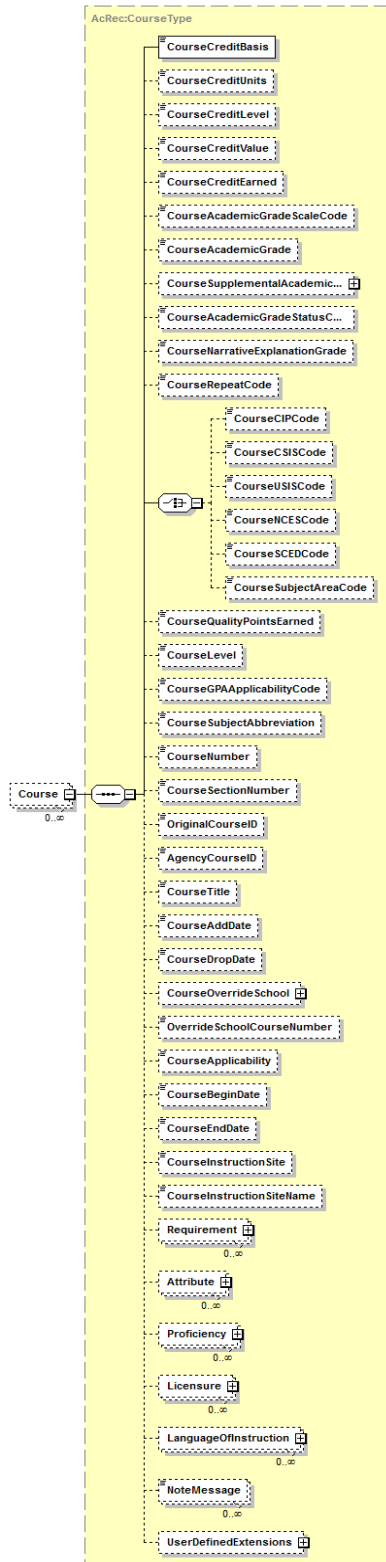 AcRec:CourseType
CourseCreditBasis
CourseCreditUnits
CourseCreditLevel
CourseCreditValue
CourseCreditEarned
CourseAcademicGradeScaleCode
CourseAcademicGrade
CourseSupplementalAcademic...
CourseAcademicGradeStatusC...
CourseNarrativeExplanationGrade
CourseRepeatCode
CourseCIPCode
CourseCSISCode
CourseUSISCode
CourseNCESCode
CourseSCEDCode
CourseSubjectAreaCode
CourseQualityPointsEarned
CourseLevel
CourseGPAApplicabilityCode
CourseSubjectAbbreviation
CourseNumber
Course
CourseSectionNumber
0..∞
OriginalCourseID
AgencyCourseID
CourseTitle
CourseAddDate
CourseDropDate
CourseOverrideSchool
OverrideSchoolCourseNumber
CourseApplicability
CourseBeginDate
CourseEndDate
CourseInstructionSite
CourseInstructionSiteName
Requirement
0..∞
Attribute
0..∞
Proficiency
0..∞
Licensure
0..∞
LanguageOfInstruction
0..∞
NoteMessage
0..∞
UserDefinedExtensions